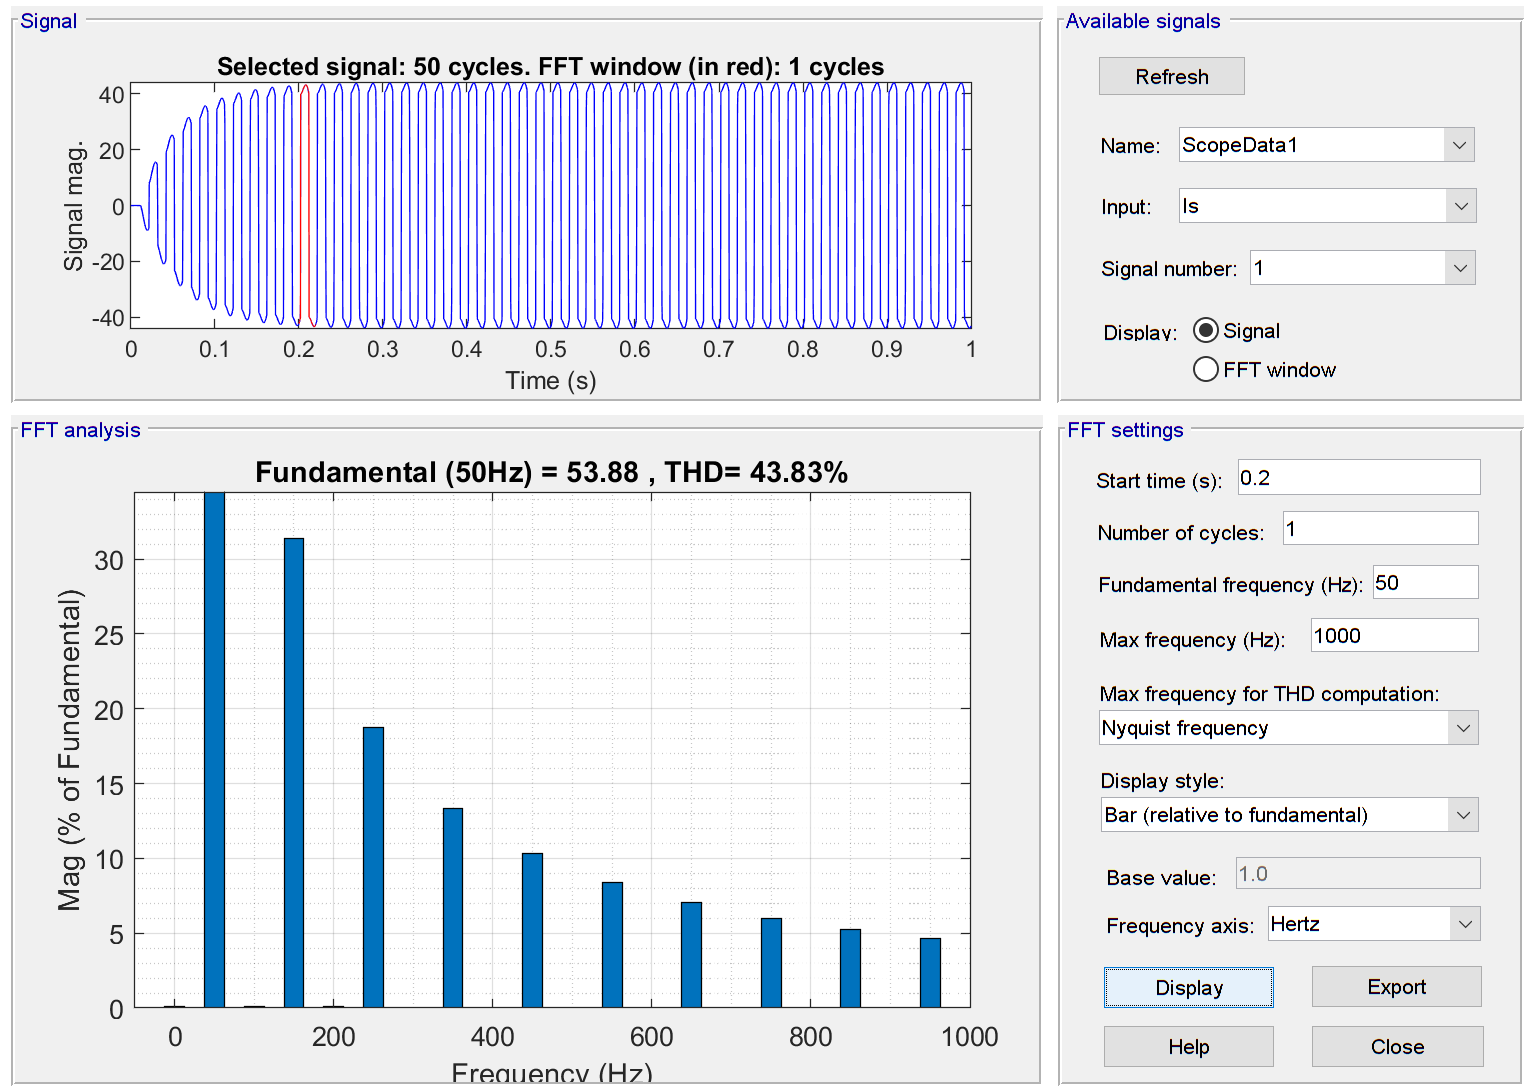 Signal
Selected signal: 50 cycles. FFT window (in red): 1 cycles
40
20
0
-20
-40
Signal mag.
0 0.1 0.2 0.3 0.4 0.5 0.6 0.7 0.8 0.9 1
Time (s)
Available signals
Refresh
Name: ScopeData1
Input: Is
Signal number: 1
Display: Signal
FFT window
FFT analysis
Fundamental (50Hz) = 53.88 , THD= 43.83%
30
25
20
15
10
5
0
Mag (% of Fundamental)
0 200 400 600 800 1000
Frequency (Hz)
FFT settings
Start time (s): 0.2
Number of cycles: 1
Fundamental frequency (Hz): 50
Max frequency (Hz): 1000
Max frequency for THD computation:
Nyquist frequency
Display style:
Bar (relative to fundamental)
Base value: 1.0
Frequency axis: Hertz
Display Export
Help Close